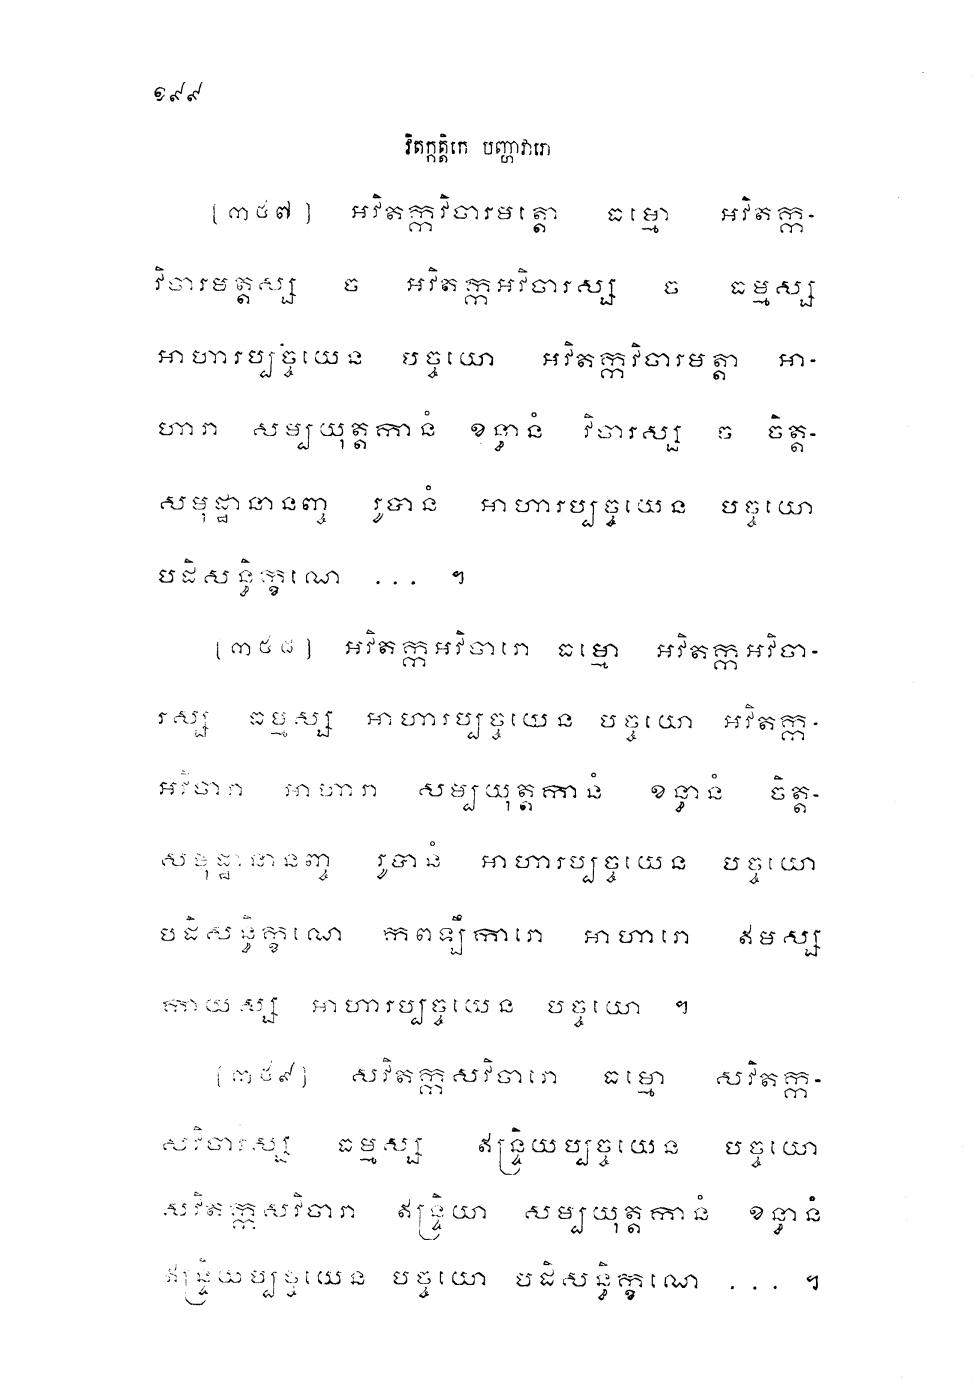 ១៩៩
វិតក្កត្តិកេ បញ្ហាវារោ
[៣៥៧] អវិតក្កវិចារមត្តោ ធម្មោ អវិតក្ក-
វិចារមត្តស្ស ច អវិតក្កអវិចារស្ស ច ធម្មស្ស
អាហារប្បច្ចយេន បច្ចយោ អវិតក្កវិចារមត្តា អា-
ហារា សម្បយុត្តកានំ ខន្ធានំ វិចារស្ស ច ចិត្ត-
សមុដ្ឋានានញ្ច រូបានំ អាហារប្បច្ចយេន បច្ចយោ
បដិសន្ធិក្ខណេ ... ។
[៣៥៨] អវិតក្កអវិចារោ ធម្មោ អវិតក្កអវិចា-
រស្ស ធម្មស្ស អាហារប្បច្ចយេន បច្ចយោ អវិតក្ក-
អវិចារា អាហារា សម្បយុត្តកានំ ខន្ធានំ ចិត្ត-
សមុដ្ឋានានញ្ច រូបានំ អាហារប្បច្ចយេន បច្ចយោ
បដិសន្ធិក្ខណេ កពឡីការោ អាហារោ ឥមស្ស
កាយស្ស អាហារប្បច្ចយេន បច្ចយោ ។
[៣៥៩] សវិតក្កសវិចារោ ធម្មោ សវិតក្ក-
សវិចារស្ស ធម្មស្ស ឥន្ទ្រិយប្បច្ចយេន បច្ចយោ
សវិតក្កសវិចារា ឥន្ទ្រិយា សម្បយុត្តកានំ ខន្ធានំ
ឥន្ទ្រិយប្បច្ចយេន បច្ចយោ បដិសន្ធិក្ខណេ ... ។